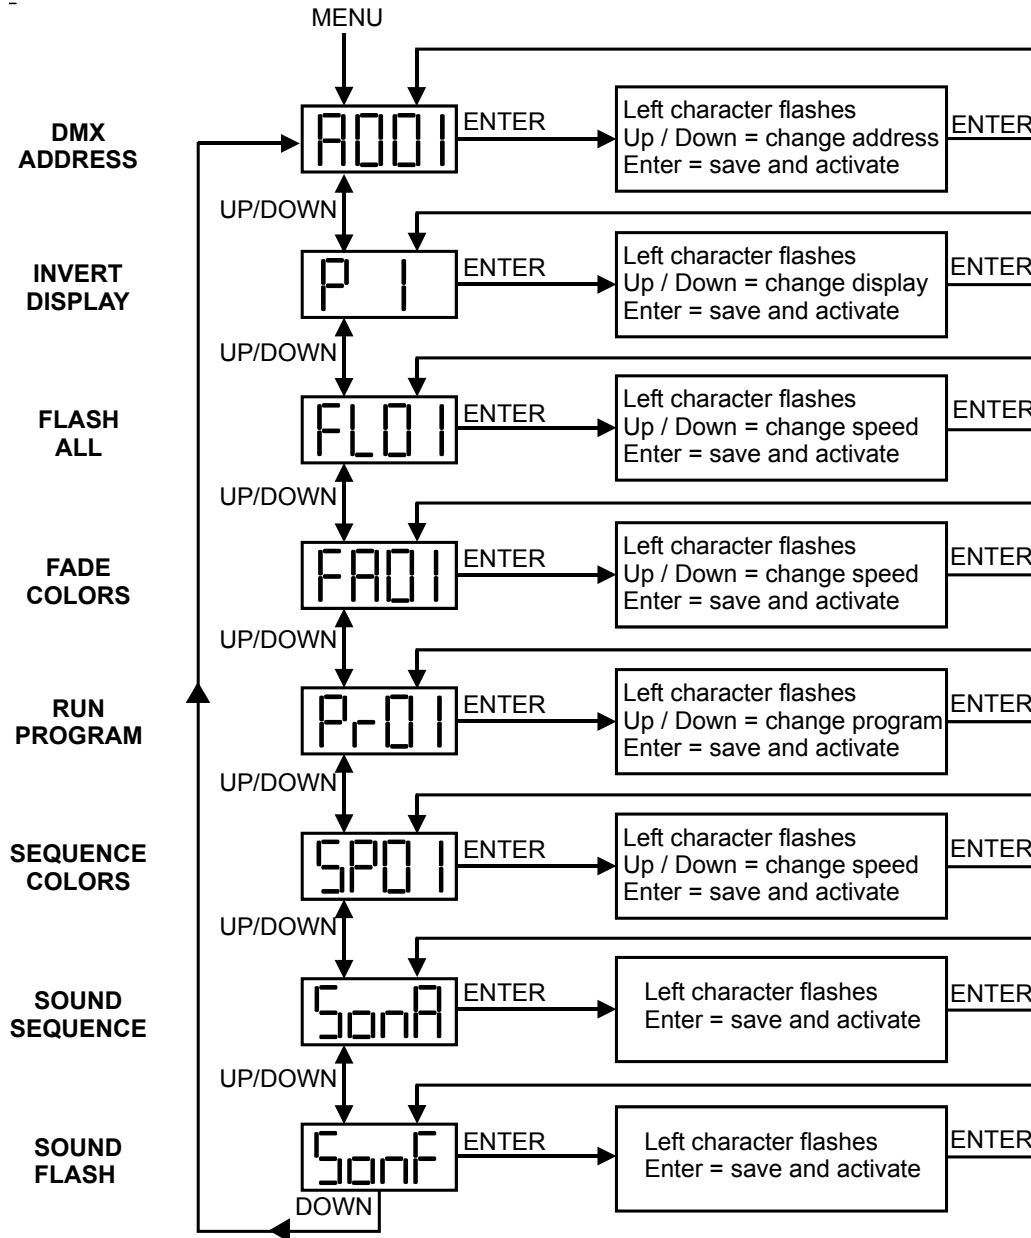 MENU
DMX
ADDRESS
A001
ENTER
Left character flashes
Up / Down = change address
Enter = save and activate
ENTER
UP/DOWN
INVERT
DISPLAY
P 1
ENTER
Left character flashes
Up / Down = change display
Enter = save and activate
ENTER
UP/DOWN
FLASH
ALL
FL01
ENTER
Left character flashes
Up / Down = change speed
Enter = save and activate
ENTER
UP/DOWN
FADE
COLORS
FA01
ENTER
Left character flashes
Up / Down = change speed
Enter = save and activate
ENTER
UP/DOWN
RUN
PROGRAM
Pr01
ENTER
Left character flashes
Up / Down = change program
Enter = save and activate
ENTER
UP/DOWN
SEQUENCE
COLORS
SP01
ENTER
Left character flashes
Up / Down = change speed
Enter = save and activate
ENTER
UP/DOWN
SOUND
SEQUENCE
SonA
ENTER
Left character flashes
Enter = save and activate
ENTER
UP/DOWN
SOUND
FLASH
SonF
ENTER
Left character flashes
Enter = save and activate
ENTER
DOWN